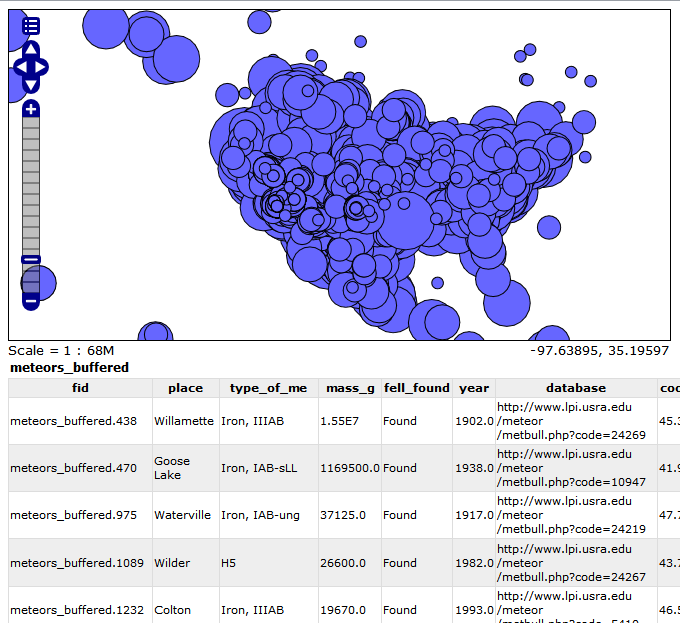 Scale = 1 : 68M
-97.63895, 35.19597
meteors_buffered
fid place type_of_me mass_g fell_found year database
meteors_buffered.438 Willamette Iron, IIIAB 1.55E7 Found 1902.0 http://www.lpi.usra.edu
/meteor
/metbull.php?code=24269
45.
meteors_buffered.470 Goose
Lake
Iron, IAB-sLL 1169500.0 Found 1938.0 http://www.lpi.usra.edu
/meteor
/metbull.php?code=10947
41.9
meteors_buffered.975 Waterville Iron, IAB-ung 37125.0 Found 1917.0 http://www.lpi.usra.edu
/meteor
/metbull.php?code=24219
47.7
meteors_buffered.1089 Wilder H5 26600.0 Found 1982.0 http://www.lpi.usra.edu
/meteor
/metbull.php?code=24267
43.7
meteors_buffered.1232 Colton Iron, IIIAB 19670.0 Found 1993.0 http://www.lpi.usra.edu
/meteor
46.5